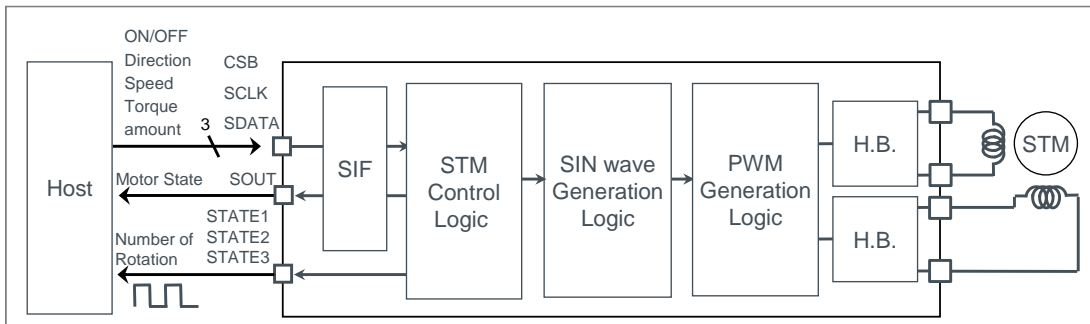 ON/OFF
Direction
Speed
Torque
amount
3
CSB
SCLK
SDATA
Host
Motor State
SOUT
STATE1
STATE2
STATE3
Number of
Rotation
SIF
STM
Control
Logic
SIN wave
Generation
Logic
PWM
Generation
Logic
H.B.
H.B.
STM